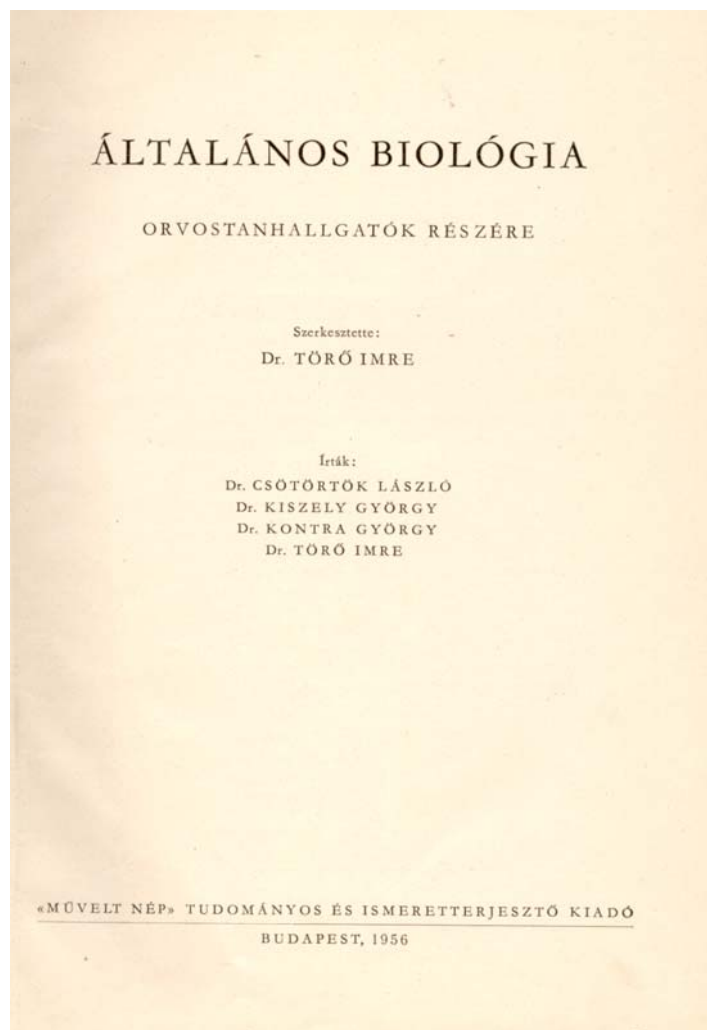 ÁLTALÁNOS BIOLÓGIA
ORVOSTANHALLGATÓK RÉSZÉRE
Szerkesztette:
Dr. TÖRŐ IMRE
Írták:
Dr. CSÖTÖRTÖK LÁSZLÓ
Dr. KISZELY GYÖRGY
Dr. KONTRA GYÖRGY
Dr. TÖRŐ IMRE
«MŰVELT NÉP» TUDOMÁNYOS ÉS ISMERETTERJESZTŐ KIADÓ
BUDAPEST, 1956